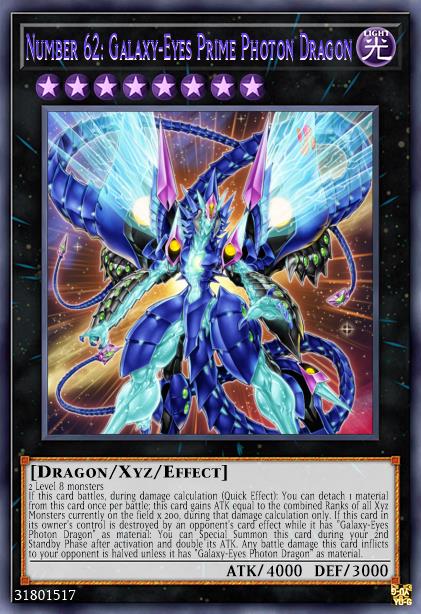 Number 62: Galaxy-Eyes Prime Photon Dragon
LIGHT
光
[Dragon/Xyz/Effect]
2 Level 8 monsters
If this card battles, during damage calculation (Quick Effect): You can detach 1 material
from this card once per battle; this card gains ATK equal to the combined Ranks of all Xyz
Monsters currently on the field x 200, during that damage calculation only. If this card in
its owner's control is destroyed by an opponent's card effect while it has "Galaxy-Eyes
Photon Dragon" as material: You can Special Summon this card during your 2nd
Standby Phase after activation and double its ATK. Any battle damage this card inflicts
to your opponent is halved unless it has "Galaxy-Eyes Photon Dragon" as material.
ATK/4000 DEF/3000
31801517